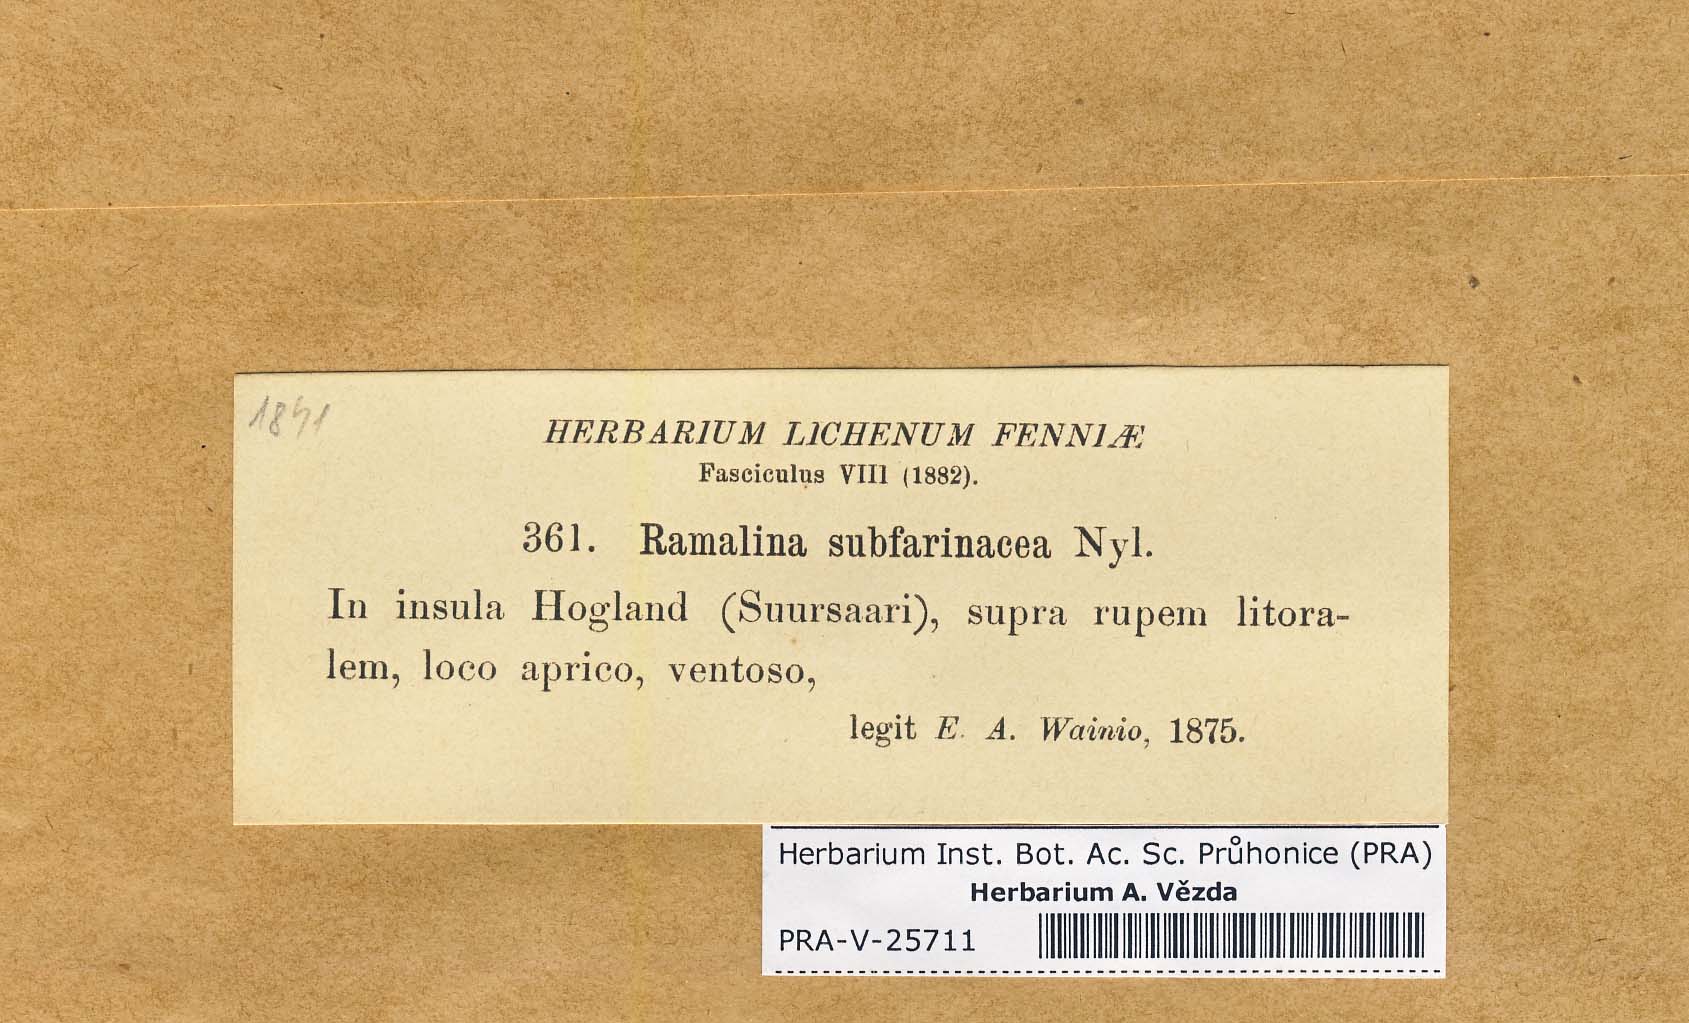 1841
HERBARIUM LICHENUM FENNIÆ
Fasciculus VIII (1882).
361. Ramalina subfarinacea Nyl.
In insula Hogland (Suursaari), supra rupem litora-
lem, loco aprico, ventoso,
legit E. A. Wainio, 1875.
Herbarium Inst. Bot. Ac. Sc. Průhonice (PRA)
Herbarium A. Vězda
PRA-V-25711